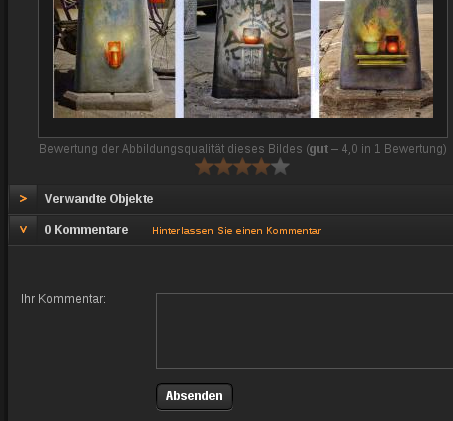 Bewertung der Abbildungsqualität dieses Bildes (gut – 4,0 in 1 Bewertung)
Verwandte Objekte
0 Kommentare Hinterlassen Sie einen Kommentar
Ihr Kommentar:
Absenden